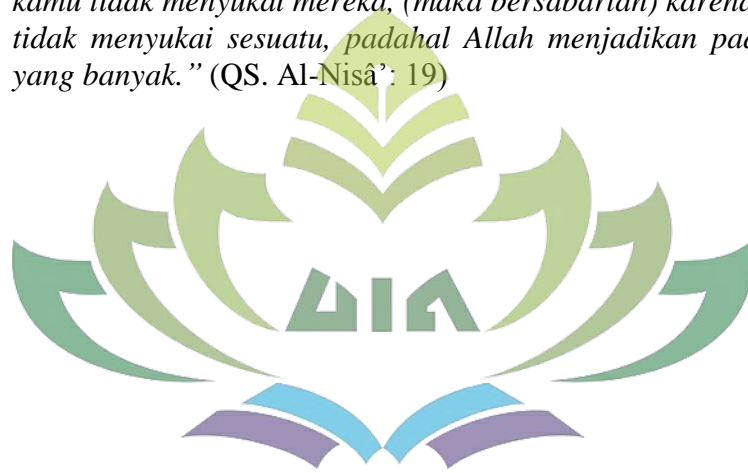 kamu tidak menyukai mereka, (maka bersabarlah) karena
tidak menyukai sesuatu, padahal Allah menjadikan pad
yang banyak." (QS. Al-Nisâ': 19)
UIN